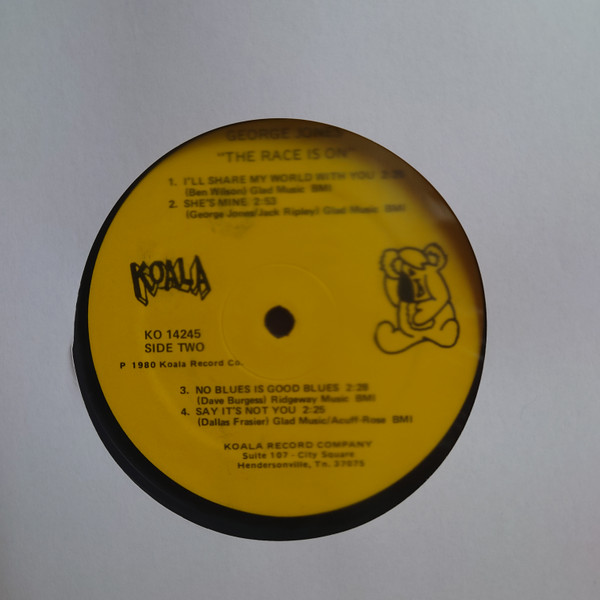 GEORGE JONES
"THE RACE IS ON"
1. I'LL SHARE MY WORLD WITH YOU
(Ben Wilson) Glad Music BMI
2. SHE'S MINE 2:53
(George Jones/Jack Ripley) Glad Music BMI
KOALA
KO 14245
SIDE TWO
P 1980 Koala Record Co.
3. NO BLUES IS GOOD BLUES 2:28
(Dave Burgess) Ridgeway Music BMI
4. SAY IT'S NOT YOU 2:25
(Dallas Frasier) Glad Music/Acuff-Rose BMI
KOALA RECORD COMPANY
Suite 107 - City Square
Hendersonville, Tn. 37075